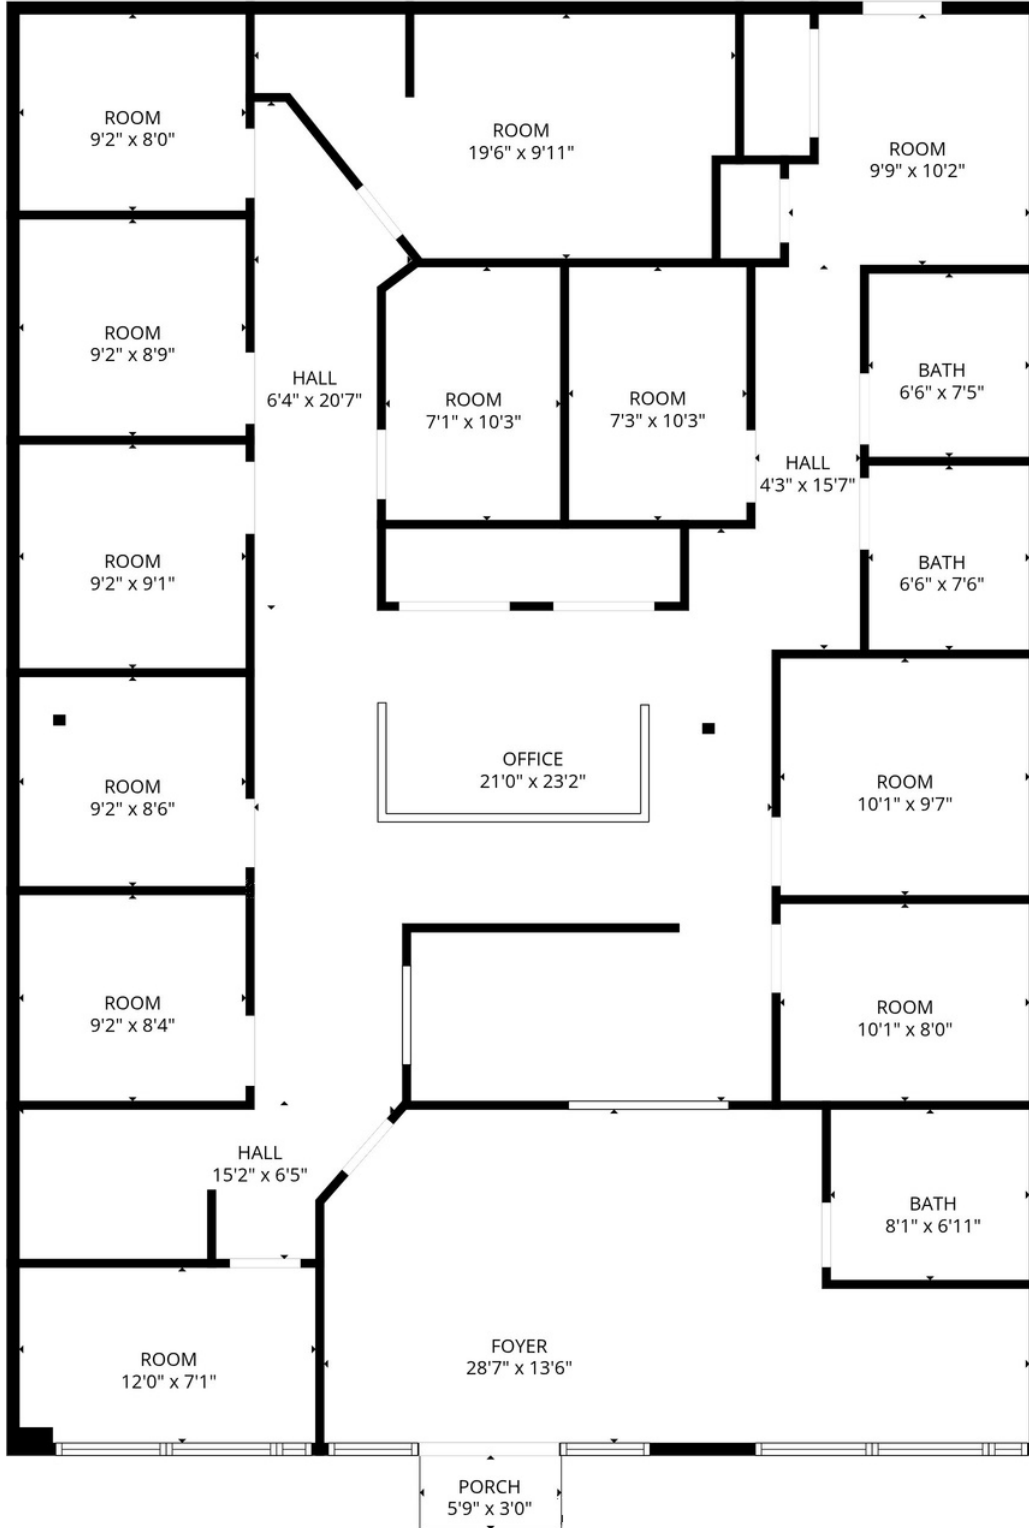 ROOM
9'2" x 8'0"
ROOM
19'6" x 9'11"
ROOM
9'9" x 10'2"
ROOM
9'2" x 8'9"
HALL
6'4" x 20'7"
ROOM
7'1" x 10'3"
ROOM
7'3" x 10'3"
BATH
6'6" x 7'5"
HALL
4'3" x 15'7"
ROOM
9'2" x 9'1"
BATH
6'6" x 7'6"
ROOM
9'2" x 8'6"
OFFICE
21'0" x 23'2"
ROOM
10'1" x 9'7"
ROOM
9'2" x 8'4"
ROOM
10'1" x 8'0"
HALL
15'2" x 6'5"
BATH
8'1" x 6'11"
ROOM
12'0" x 7'1"
FOYER
28'7" x 13'6"
PORCH
5'9" x 3'0"